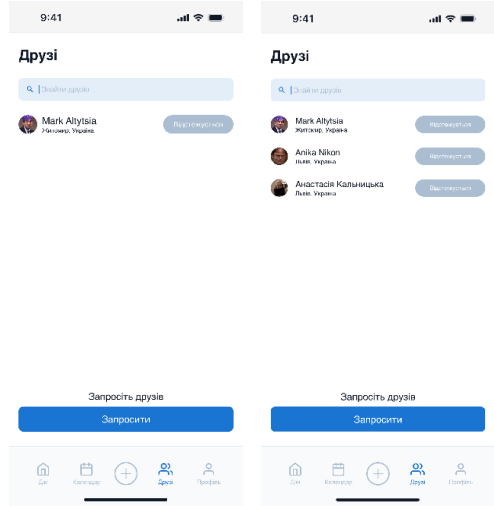 9:41
Друзі
Знайти друзів
Mark Altytsia
Житомир, Україна
Відстежується
Запросіть друзів
Запросити
Дім
Календар
Друзі
Профіль
9:41
Друзі
Знайти друзів
Mark Altytsia
Житомир, Україна
Відстежується
Anika Nikon
Львів, Україна
Відстежується
Анастасія Кальницька
Львів, Україна
Відстежується
Запросіть друзів
Запросити
Дім
Календар
Друзі
Профіль